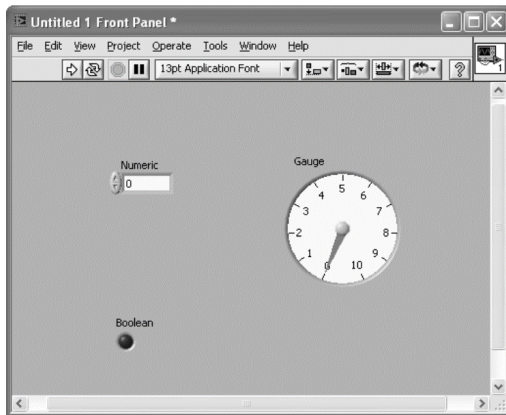 Untitled 1 Front Panel *
File Edit View Project Operate Tools Window Help
13pt Application Font
1
Numeric
0
Gauge
0
1
2
3
4
5
6
7
8
9
10
Boolean